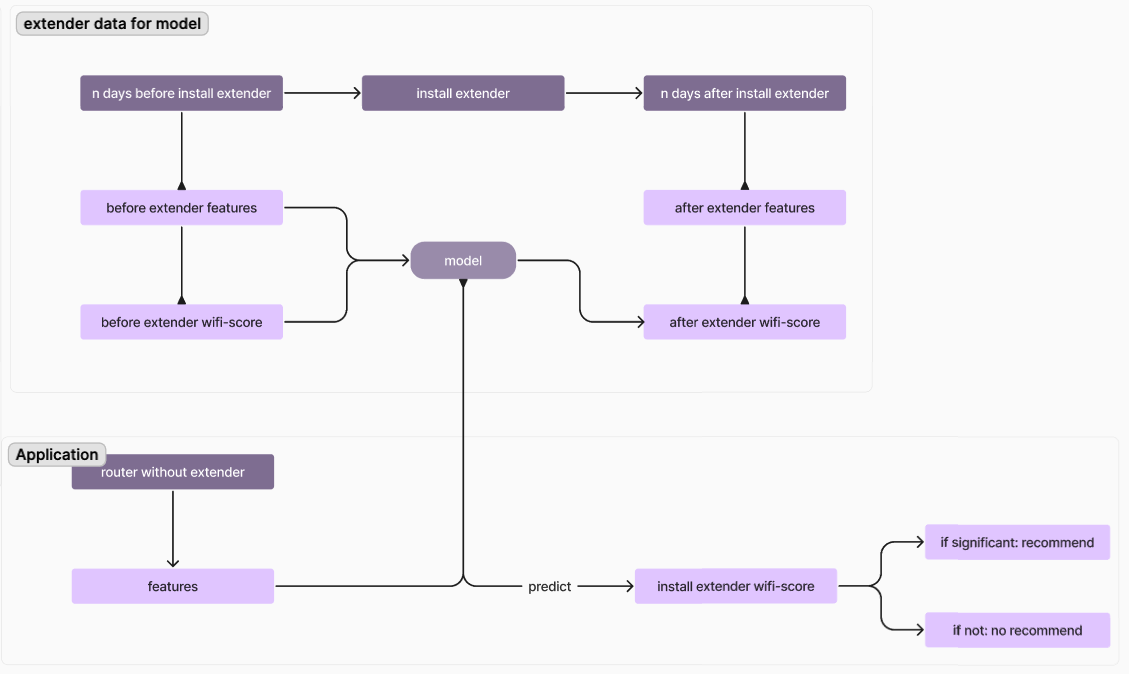 extender data for model
n days before install extender
install extender
n days after install extender
before extender features
after extender features
model
before extender wifi-score
after extender wifi-score
Application
router without extender
features
predict
install extender wifi-score
if significant: recommend
if not: no recommend